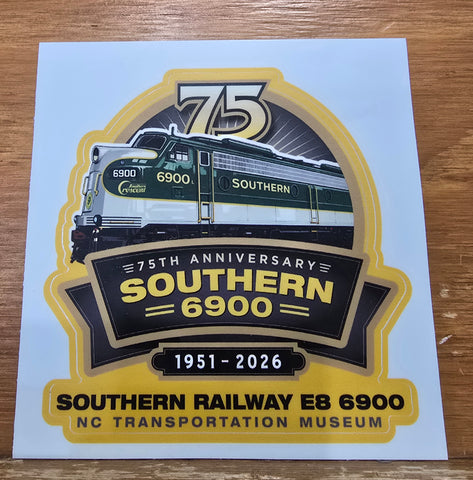 75
6900
6900
SOUTHERN
Southern
CRESCENT
75TH ANNIVERSARY
SOUTHERN
6900
1951-2026
SOUTHERN RAILWAY E8 6900
NC TRANSPORTATION MUSEUM